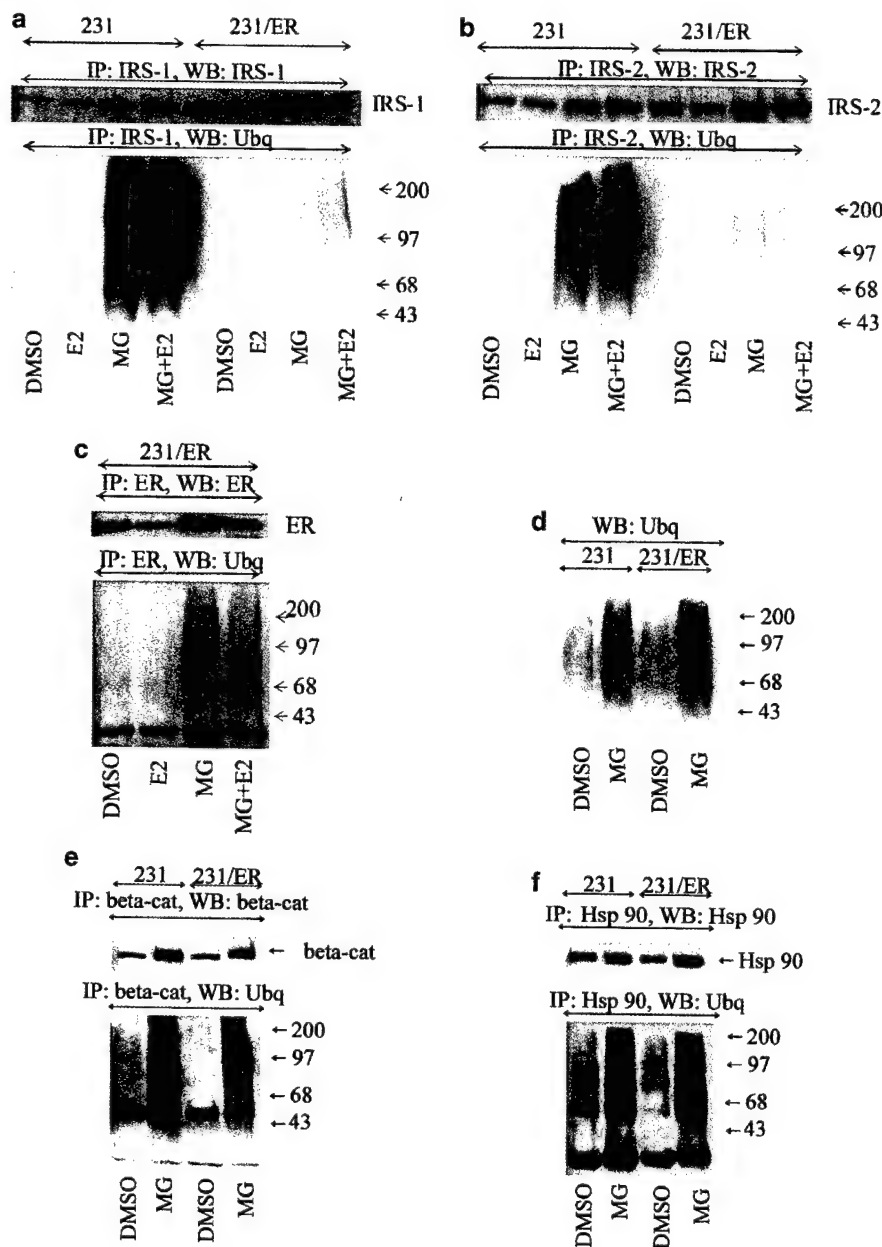 a
231 231/ER
IP: IRS-1, WB: IRS-1
IRS-1
IP: IRS-1, WB: Ubq
←200
←97
←68
←43
DMSO E2 MG MG+E2 DMSO E2 MG MG+E2
b
231 231/ER
IP: IRS-2, WB: IRS-2
IRS-2
IP: IRS-2, WB: Ubq
←200
←97
←68
←43
DMSO E2 MG MG+E2 DMSO E2 MG MG+E2
c
231/ER
IP: ER, WB: ER
ER
IP: ER, WB: Ubq
←200
←97
←68
←43
DMSO E2 MG MG+E2
d
WB: Ubq
231 231/ER
←200
←97
←68
←43
DMSO MG DMSO MG
e
231 231/ER
IP: beta-cat, WB: beta-cat
← beta-cat
IP: beta-cat, WB: Ubq
←200
←97
←68
←43
DMSO MG DMSO MG
f
231 231/ER
IP: Hsp 90, WB: Hsp 90
←Hsp 90
IP: Hsp 90, WB: Ubq
←200
←97
←68
←43
DMSO MG DMSO MG